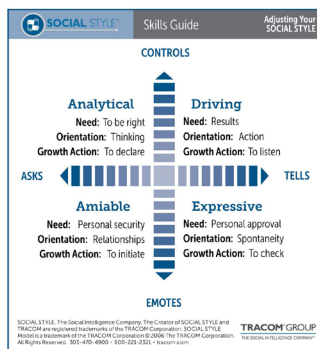 SOCIAL STYLE™
Skills Guide
Adjusting Your
SOCIAL STYLE
CONTROLS
Analytical
Need: To be right
Orientation: Thinking
Growth Action: To declare
Driving
Need: Results
Orientation: Action
Growth Action: To listen
ASKS
TELLS
Amiable
Need: Personal security
Orientation: Relationships
Growth Action: To initiate
Expressive
Need: Personal approval
Orientation: Spontaneity
Growth Action: To check
EMOTES
SOCIAL STYLE, The Social Intelligence Company, The Creator of SOCIAL STYLE and
TRACOM are registered trademarks of the TRACOM Corporation. SOCIAL STYLE
Model is a trademark of the TRACOM Corporation © 2006 The TRACOM Corporation.
All Rights Reserved. 303-470-4900 • 800-221-2321 • tracom.com
TRACOM GROUP
THE SOCIAL INTELLIGENCE COMPANY